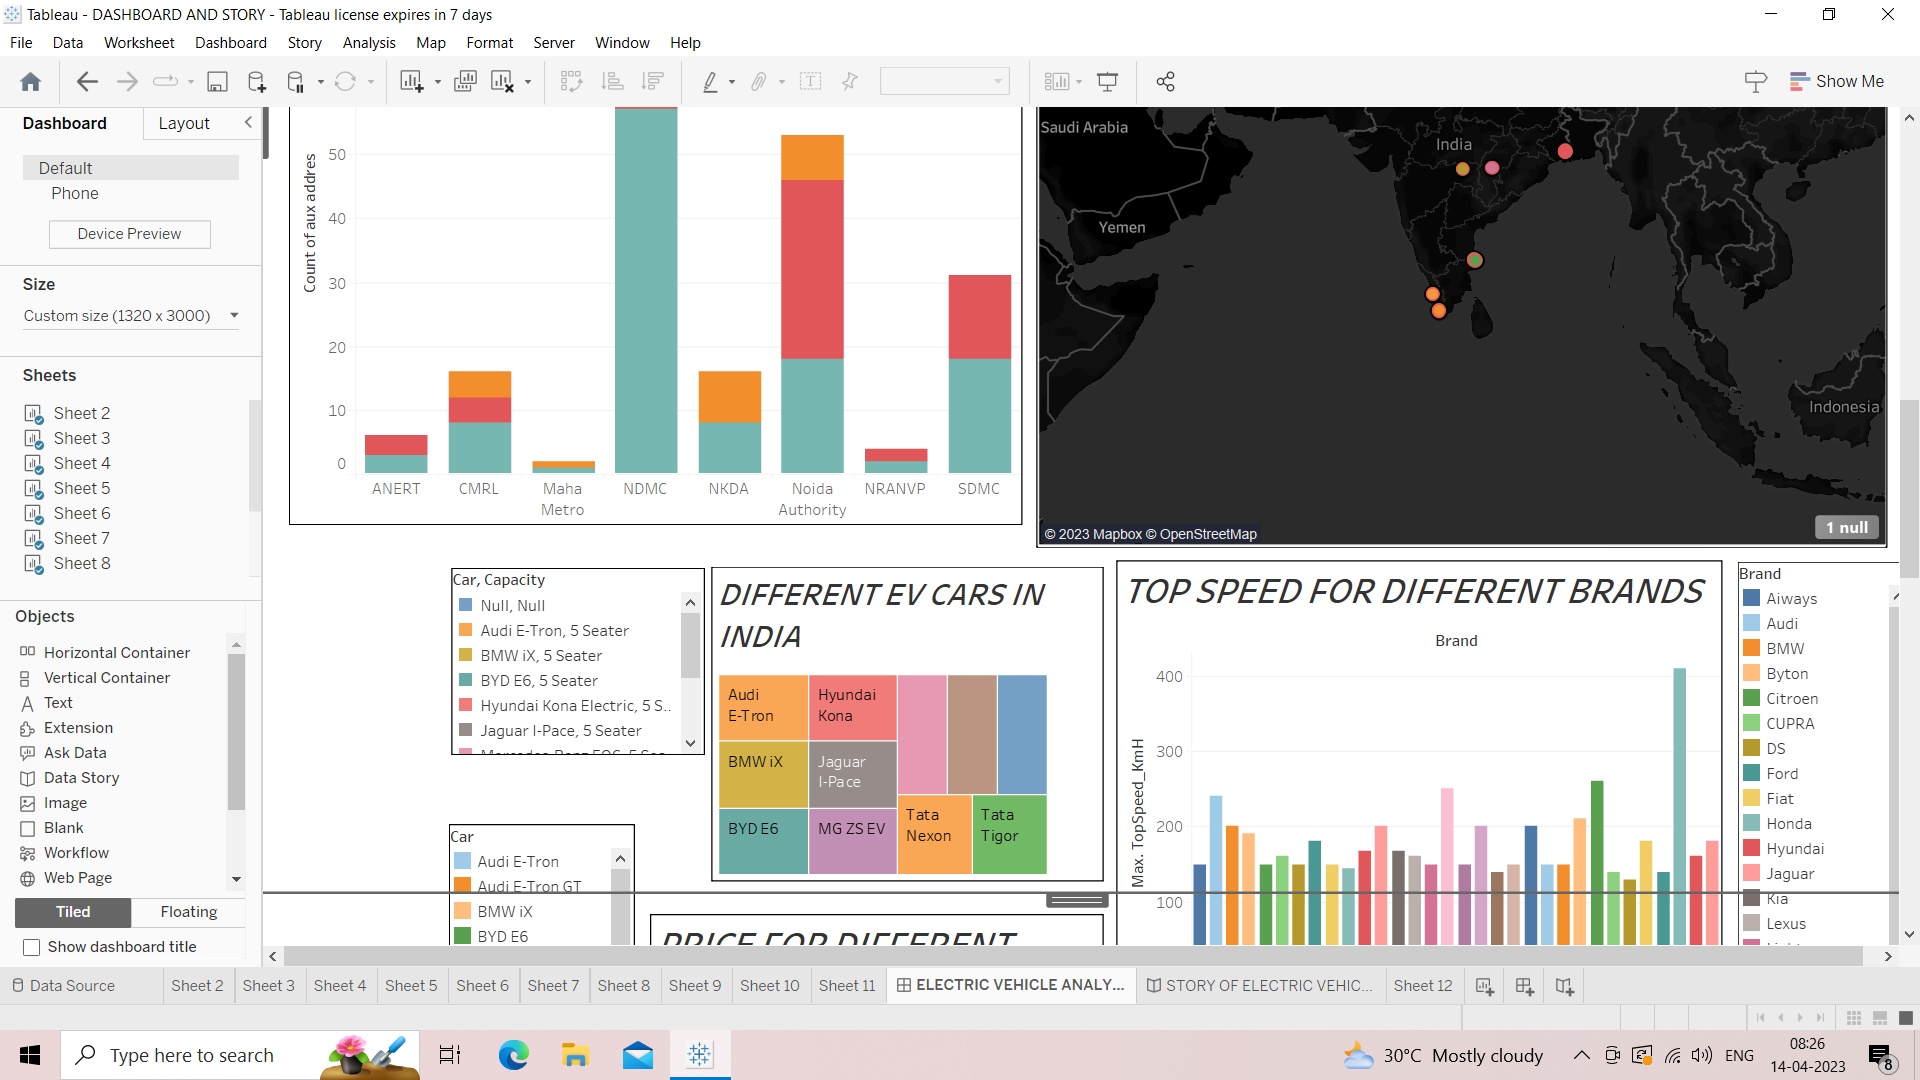 Tableau - DASHBOARD AND STORY - Tableau license expires in 7 days
File Data Worksheet Dashboard Story Analysis Map Format Server Window Help
Show Me
Dashboard Layout
Default
Phone
Device Preview
Size
Custom size (1320 x 3000)
Sheets
Sheet 2
Sheet 3
Sheet 4
Sheet 5
Sheet 6
Sheet 7
Sheet 8
Objects
Horizontal Container
Vertical Container
Text
Extension
Ask Data
Data Story
Image
Blank
Workflow
Web Page
Tiled Floating
Show dashboard title
Count of aux addres
50
40
30
20
10
0
ANERT CMRL Maha Metro NDMC NKDA Noida Authority NRANVP SDMC
Saudi Arabia
India
Yemen
Indonesia
© 2023 Mapbox © OpenStreetMap
1 null
Car, Capacity
Null, Null
Audi E-Tron, 5 Seater
BMW iX, 5 Seater
BYD E6, 5 Seater
Hyundai Kona Electric, 5 S..
Jaguar I-Pace, 5 Seater
DIFFERENT EV CARS IN
INDIA
Audi
E-Tron
Hyundai
Kona
BMW iX
Jaguar
I-Pace
BYD E6
MG ZS EV
Tata
Nexon
Tata
Tigor
TOP SPEED FOR DIFFERENT BRANDS
Brand
Max. TopSpeed_KmH
400
300
200
100
Brand
Aiways
Audi
BMW
Byton
Citroen
CUPRA
DS
Ford
Fiat
Honda
Hyundai
Jaguar
Kia
Lexus
Car
Audi E-Tron
Audi E-Tron GT
BMW iX
BYD E6
PRICE FOR DIFFERENT
Data Source Sheet 2 Sheet 3 Sheet 4 Sheet 5 Sheet 6 Sheet 7 Sheet 8 Sheet 9 Sheet 10 Sheet 11 ELECTRIC VEHICLE ANALY... STORY OF ELECTRIC VEHIC... Sheet 12
Type here to search
30°C Mostly cloudy
ENG
08:26
14-04-2023
8